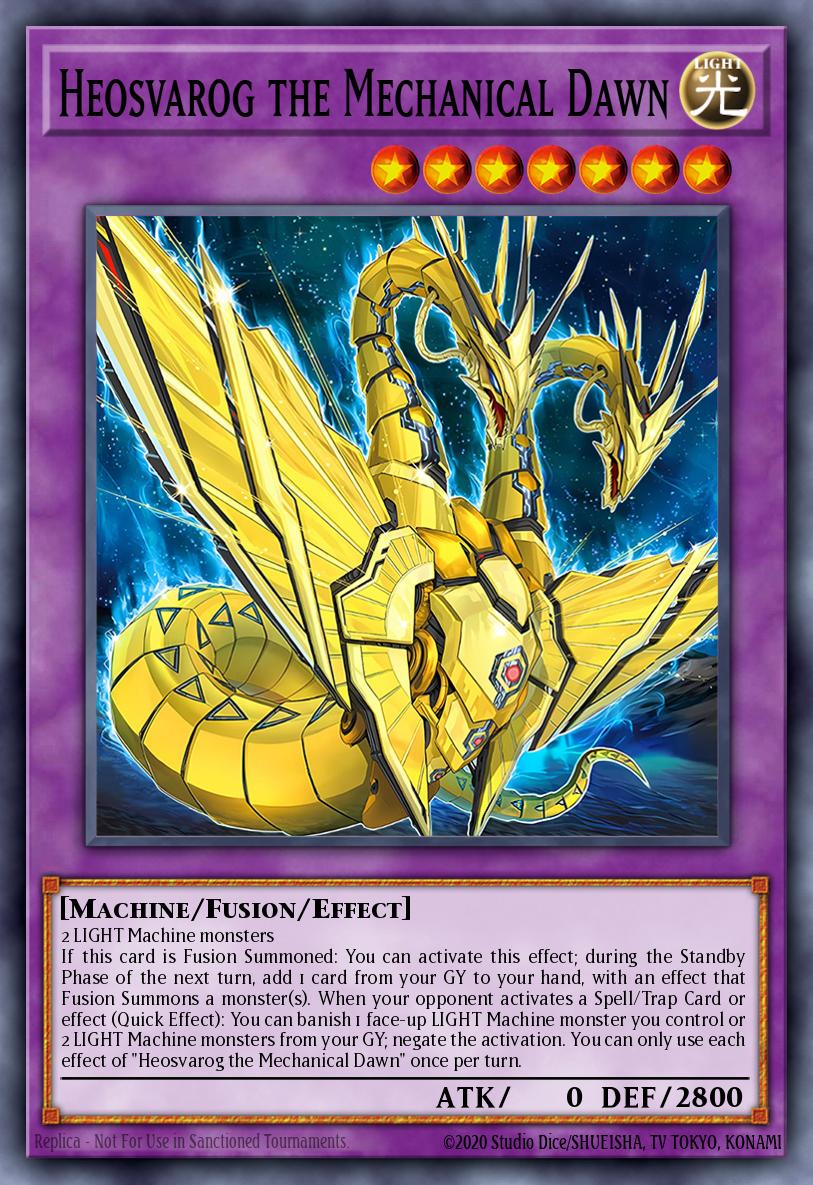 Heosvarog the Mechanical Dawn
LIGHT
光
[Machine/Fusion/Effect]
2 LIGHT Machine monsters
If this card is Fusion Summoned: You can activate this effect; during the Standby
Phase of the next turn, add 1 card from your GY to your hand, with an effect that
Fusion Summons a monster(s). When your opponent activates a Spell/Trap Card or
effect (Quick Effect): You can banish 1 face-up LIGHT Machine monster you control or
2 LIGHT Machine monsters from your GY; negate the activation. You can only use each
effect of "Heosvarog the Mechanical Dawn" once per turn.
ATK/ 0 DEF/2800
Replica - Not For Use in Sanctioned Tournaments.
©2020 Studio Dice/SHUEISHA, TV TOKYO, KONAMI